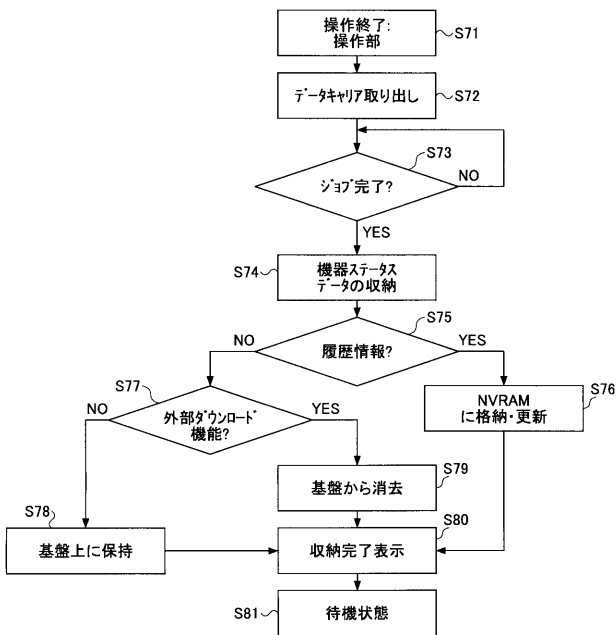 操作終了:
操作部
S71
データキャリア取り出し
S72
S73
ジョブ完了?
NO
YES
S74
機器ステータス
データの収納
S75
NO
履歴情報?
YES
S77
NO
外部ダウンロード
機能?
YES
NVRAM
に格納・更新
S76
基盤から消去
S79
S78
基盤上に保持
収納完了表示
S80
S81
待機状態